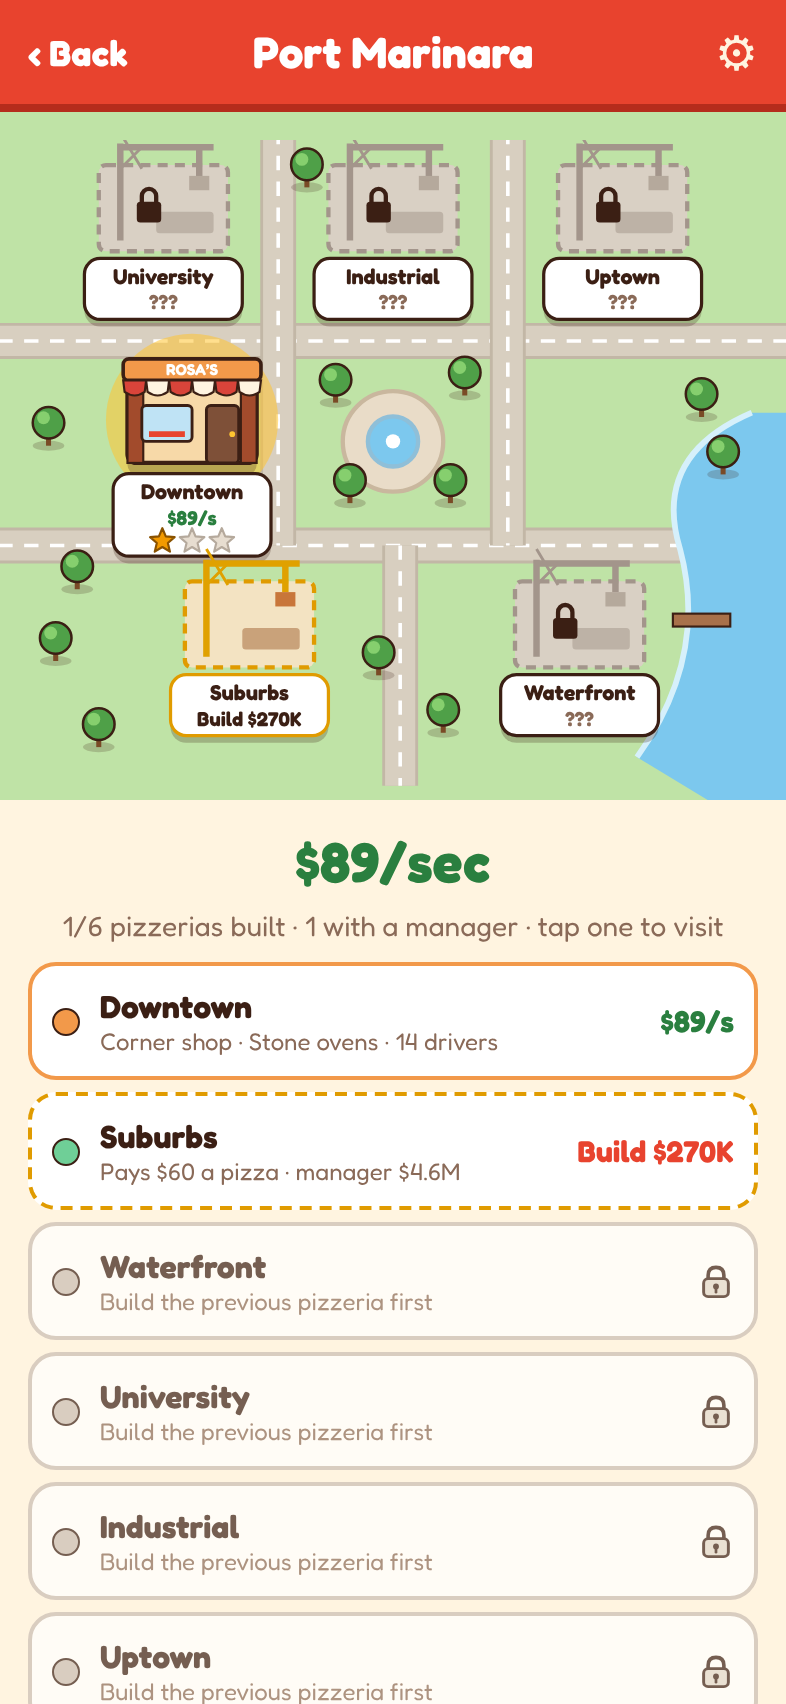 ‹ Back
Port Marinara
University
???
Industrial
???
Uptown
???
ROSA'S
Downtown
$89/s
Suburbs
Build $270K
Waterfront
???
$89/sec
1/6 pizzerias built · 1 with a manager · tap one to visit
Downtown
Corner shop · Stone ovens · 14 drivers
$89/s
Suburbs
Pays $60 a pizza · manager $4.6M
Build $270K
Waterfront
Build the previous pizzeria first
University
Build the previous pizzeria first
Industrial
Build the previous pizzeria first
Uptown
Build the previous pizzeria first